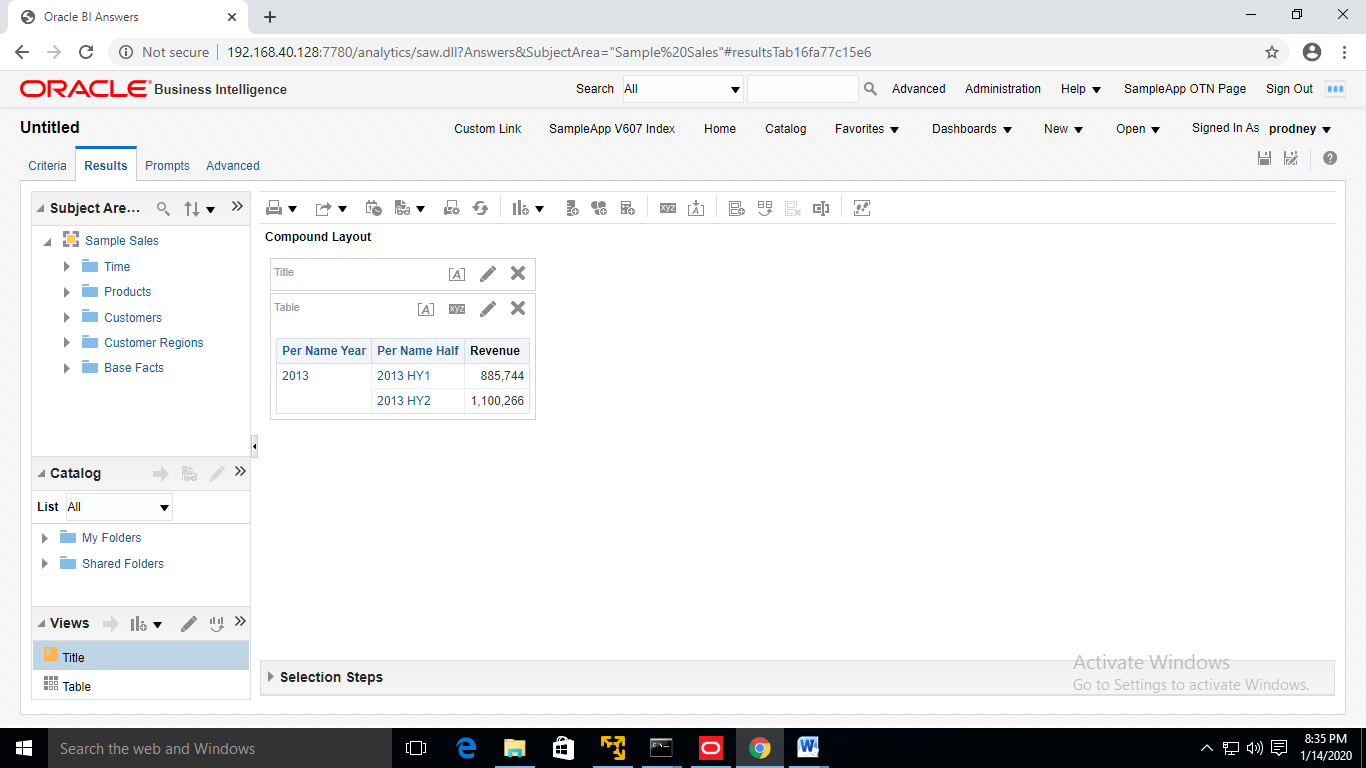 Oracle BI Answers
Not secure 192.168.40.128:7780/analytics/saw.dll?Answers&SubjectArea="Sample%20Sales"#resultsTab16fa77c15e6
ORACLE Business Intelligence Search All Advanced Administration Help SampleApp OTN Page Sign Out
Untitled Custom Link SampleApp V607 Index Home Catalog Favorites Dashboards New Open Signed In As prodney
Criteria Results Prompts Advanced
Subject Are...
Sample Sales
Time
Products
Customers
Customer Regions
Base Facts
Catalog
List All
My Folders
Shared Folders
Views
Title
Table
Compound Layout
Title
Table
Per Name Year Per Name Half Revenue
2013 2013 HY1 885,744
2013 HY2 1,100,266
Selection Steps
Activate Windows
Go to Settings to activate Windows.
Search the web and Windows
8:35 PM
1/14/2020